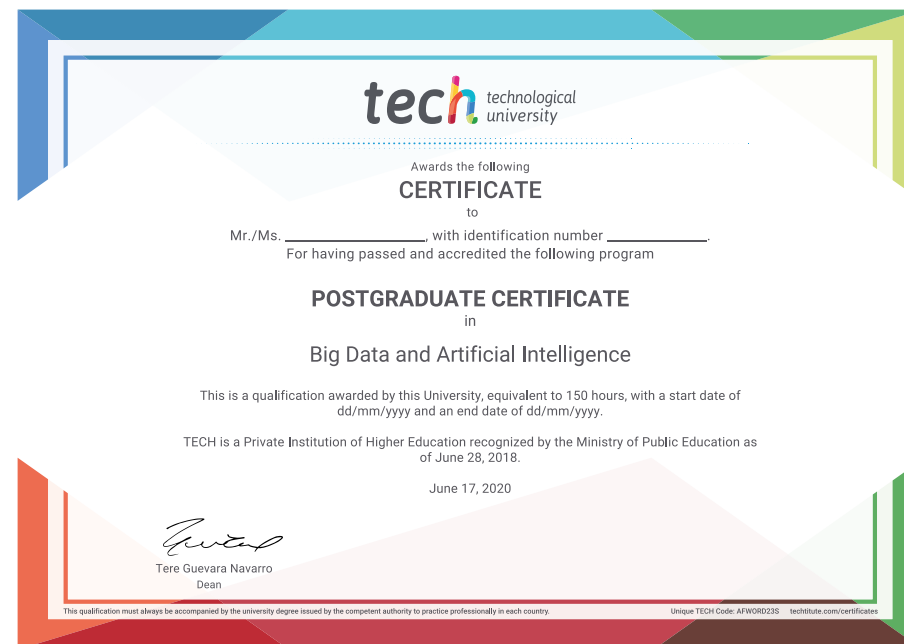 tech technological
university
Awards the following
CERTIFICATE
to
Mr./Ms. ____________________, with identification number ______________.
For having passed and accredited the following program
POSTGRADUATE CERTIFICATE
in
Big Data and Artificial Intelligence
This is a qualification awarded by this University, equivalent to 150 hours, with a start date of
dd/mm/yyyy and an end date of dd/mm/yyyy.
TECH is a Private Institution of Higher Education recognized by the Ministry of Public Education as
of June 28, 2018.
June 17, 2020
Tere Guevara Navarro
Dean
This qualification must always be accompanied by the university degree issued by the competent authority to practice professionally in each country.
Unique TECH Code: AFWORD23S techtitute.com/certificates